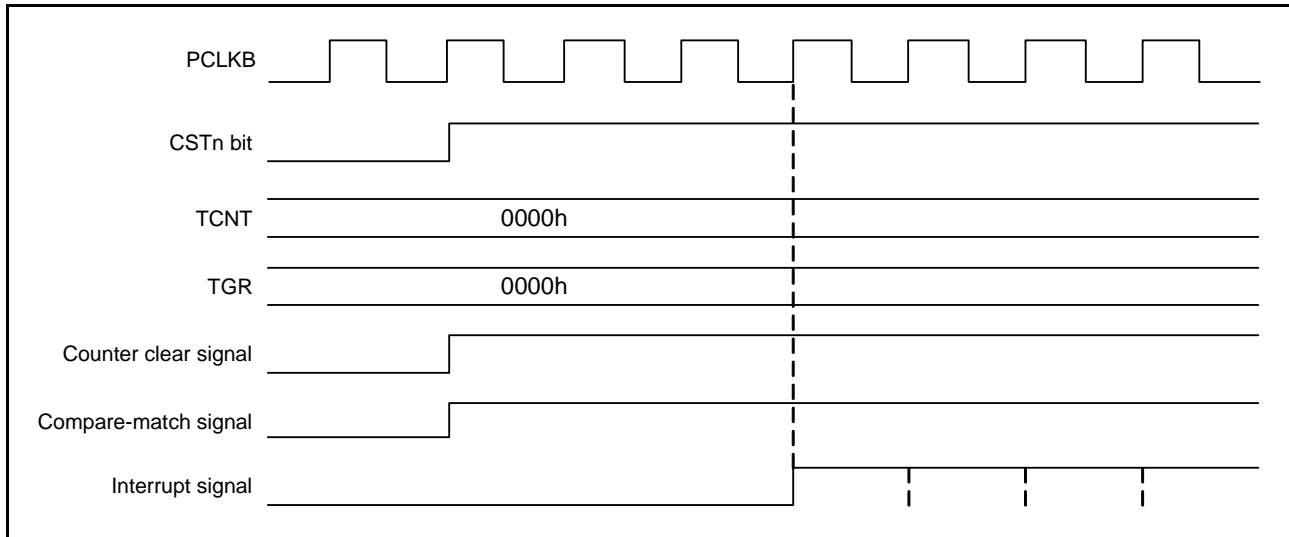 PCLKB
CSTn bit
TCNT
0000h
TGR
0000h
Counter clear signal
Compare-match signal
Interrupt signal